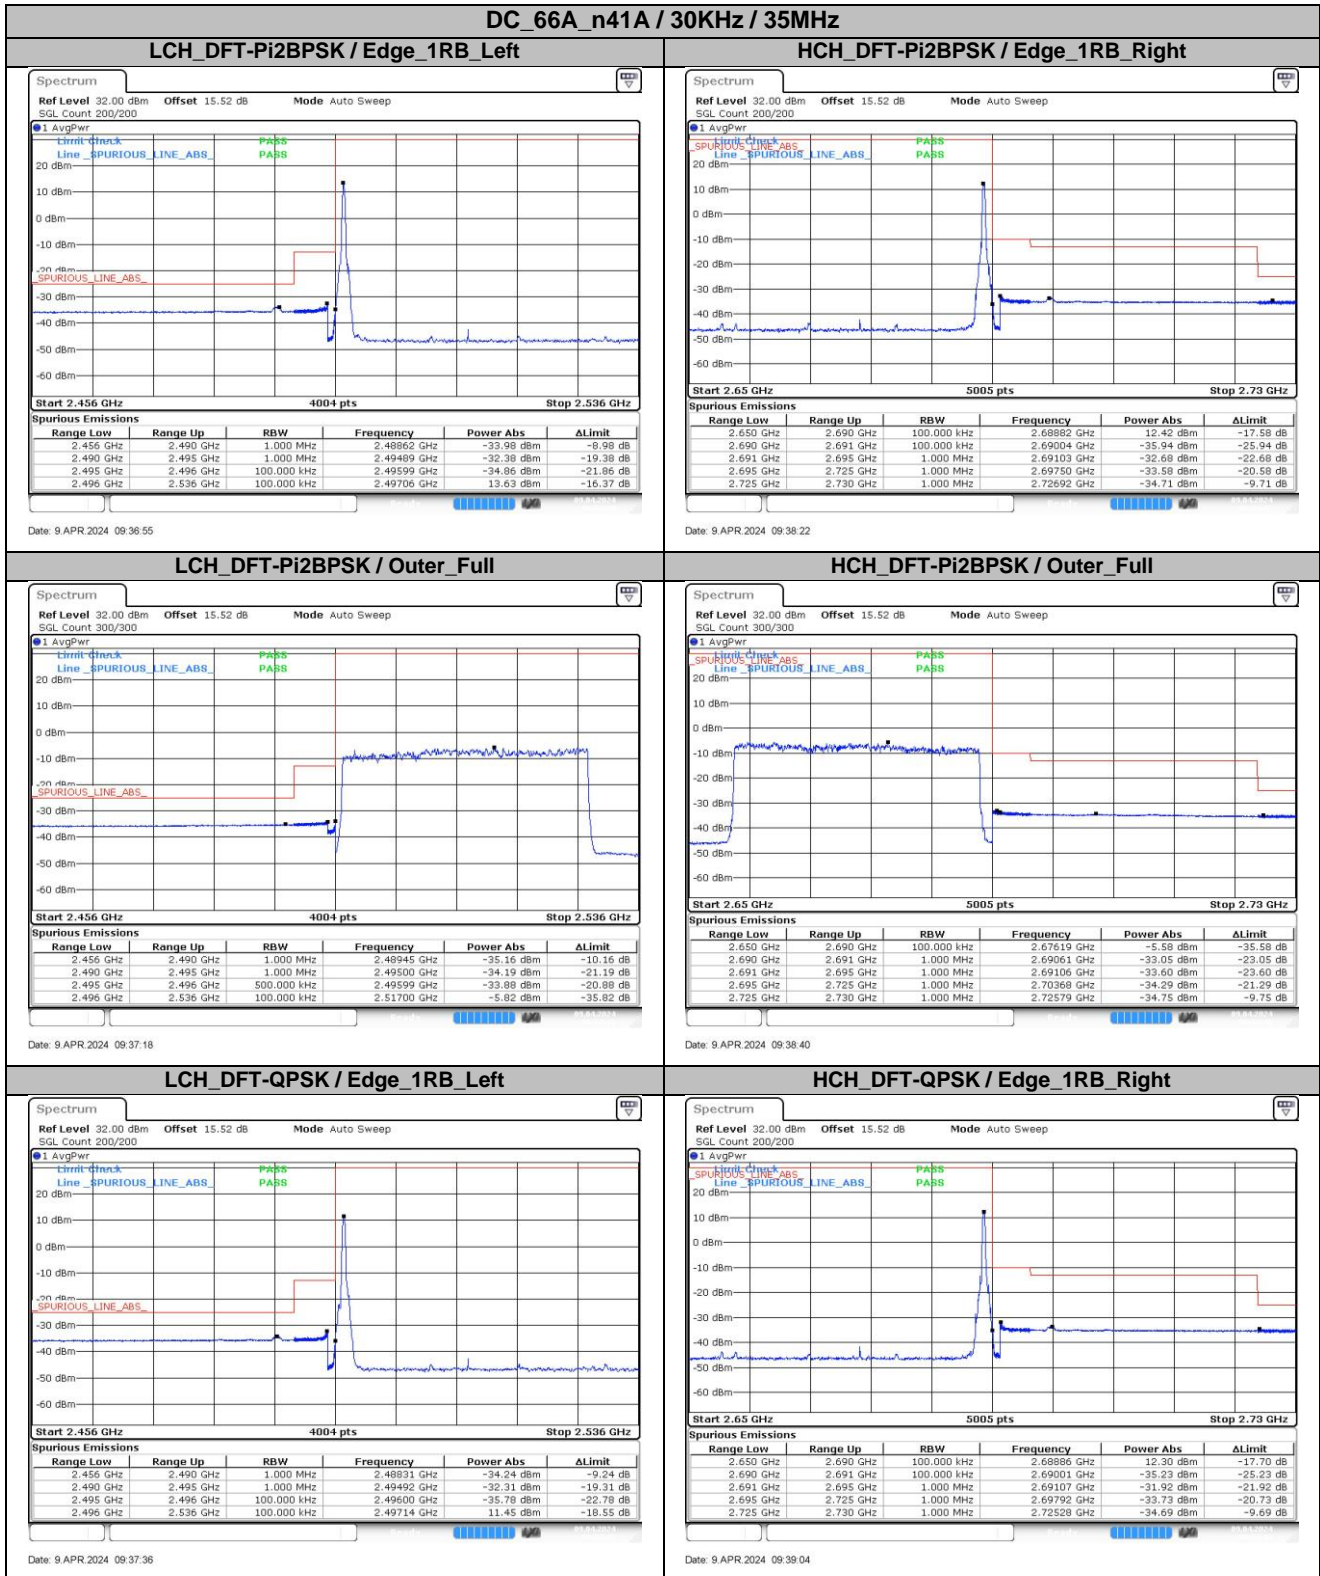 DC_66A_n41A / 30KHz / 35MHz
LCH_DFT-Pi2BPSK / Edge_1RB_Left
Spectrum
Ref Level 32.00 dBm Offset 15.52 dB Mode Auto Sweep
SGL Count 200/200
1 AvgPwr
Limit Check PASS
Line _SPURIOUS_LINE_ABS_ PASS
20 dBm
10 dBm
0 dBm
-10 dBm
-20 dBm
_SPURIOUS_LINE_ABS_
-30 dBm
-40 dBm
-50 dBm
-60 dBm
Start 2.456 GHz 4004 pts Stop 2.536 GHz
Spurious Emissions
Range Low Range Up RBW Frequency Power Abs ΔLimit
2.456 GHz 2.490 GHz 1.000 MHz 2.48862 GHz -33.98 dBm -8.98 dB
2.490 GHz 2.495 GHz 1.000 MHz 2.49489 GHz -32.38 dBm -19.38 dB
2.495 GHz 2.496 GHz 100.000 kHz 2.49599 GHz -34.86 dBm -21.86 dB
2.496 GHz 2.536 GHz 100.000 kHz 2.49706 GHz 13.63 dBm -16.37 dB
Date: 9.APR.2024 09:36:55
HCH_DFT-Pi2BPSK / Edge_1RB_Right
Spectrum
Ref Level 32.00 dBm Offset 15.52 dB Mode Auto Sweep
SGL Count 200/200
1 AvgPwr
Limit Check PASS
_SPURIOUS_LINE_ABS_
Line _SPURIOUS_LINE_ABS_ PASS
20 dBm
10 dBm
0 dBm
-10 dBm
-20 dBm
-30 dBm
-40 dBm
-50 dBm
-60 dBm
Start 2.65 GHz 5005 pts Stop 2.73 GHz
Spurious Emissions
Range Low Range Up RBW Frequency Power Abs ΔLimit
2.650 GHz 2.690 GHz 100.000 kHz 2.68882 GHz 12.42 dBm -17.58 dB
2.690 GHz 2.691 GHz 100.000 kHz 2.69004 GHz -35.94 dBm -25.94 dB
2.691 GHz 2.695 GHz 1.000 MHz 2.69103 GHz -32.68 dBm -22.68 dB
2.695 GHz 2.725 GHz 1.000 MHz 2.69750 GHz -33.58 dBm -20.58 dB
2.725 GHz 2.730 GHz 1.000 MHz 2.72692 GHz -34.71 dBm -9.71 dB
Date: 9.APR.2024 09:38:22
LCH_DFT-Pi2BPSK / Outer_Full
Spectrum
Ref Level 32.00 dBm Offset 15.52 dB Mode Auto Sweep
SGL Count 300/300
1 AvgPwr
Limit Check PASS
Line _SPURIOUS_LINE_ABS_ PASS
20 dBm
10 dBm
0 dBm
-10 dBm
-20 dBm
_SPURIOUS_LINE_ABS_
-30 dBm
-40 dBm
-50 dBm
-60 dBm
Start 2.456 GHz 4004 pts Stop 2.536 GHz
Spurious Emissions
Range Low Range Up RBW Frequency Power Abs ΔLimit
2.456 GHz 2.490 GHz 1.000 MHz 2.48945 GHz -35.16 dBm -10.16 dB
2.490 GHz 2.495 GHz 1.000 MHz 2.49500 GHz -34.19 dBm -21.19 dB
2.495 GHz 2.496 GHz 500.000 kHz 2.49599 GHz -33.88 dBm -20.88 dB
2.496 GHz 2.536 GHz 100.000 kHz 2.51700 GHz -5.82 dBm -35.82 dB
Date: 9.APR.2024 09:37:18
HCH_DFT-Pi2BPSK / Outer_Full
Spectrum
Ref Level 32.00 dBm Offset 15.52 dB Mode Auto Sweep
SGL Count 300/300
1 AvgPwr
Limit Check PASS
_SPURIOUS_LINE_ABS_
Line _SPURIOUS_LINE_ABS_ PASS
20 dBm
10 dBm
0 dBm
-10 dBm
-20 dBm
-30 dBm
-40 dBm
-50 dBm
-60 dBm
Start 2.65 GHz 5005 pts Stop 2.73 GHz
Spurious Emissions
Range Low Range Up RBW Frequency Power Abs ΔLimit
2.650 GHz 2.690 GHz 100.000 kHz 2.67619 GHz -5.58 dBm -35.58 dB
2.690 GHz 2.691 GHz 1.000 MHz 2.69061 GHz -33.05 dBm -23.05 dB
2.691 GHz 2.695 GHz 1.000 MHz 2.69106 GHz -33.60 dBm -23.60 dB
2.695 GHz 2.725 GHz 1.000 MHz 2.70368 GHz -34.29 dBm -21.29 dB
2.725 GHz 2.730 GHz 1.000 MHz 2.72579 GHz -34.75 dBm -9.75 dB
Date: 9.APR.2024 09:38:40
LCH_DFT-QPSK / Edge_1RB_Left
Spectrum
Ref Level 32.00 dBm Offset 15.52 dB Mode Auto Sweep
SGL Count 200/200
1 AvgPwr
Limit Check PASS
Line _SPURIOUS_LINE_ABS_ PASS
20 dBm
10 dBm
0 dBm
-10 dBm
-20 dBm
_SPURIOUS_LINE_ABS_
-30 dBm
-40 dBm
-50 dBm
-60 dBm
Start 2.456 GHz 4004 pts Stop 2.536 GHz
Spurious Emissions
Range Low Range Up RBW Frequency Power Abs ΔLimit
2.456 GHz 2.490 GHz 1.000 MHz 2.48831 GHz -34.24 dBm -9.24 dB
2.490 GHz 2.495 GHz 1.000 MHz 2.49492 GHz -32.31 dBm -19.31 dB
2.495 GHz 2.496 GHz 100.000 kHz 2.49600 GHz -35.78 dBm -22.78 dB
2.496 GHz 2.536 GHz 100.000 kHz 2.49714 GHz 11.45 dBm -18.55 dB
Date: 9.APR.2024 09:37:36
HCH_DFT-QPSK / Edge_1RB_Right
Spectrum
Ref Level 32.00 dBm Offset 15.52 dB Mode Auto Sweep
SGL Count 200/200
1 AvgPwr
Limit Check PASS
_SPURIOUS_LINE_ABS_
Line _SPURIOUS_LINE_ABS_ PASS
20 dBm
10 dBm
0 dBm
-10 dBm
-20 dBm
-30 dBm
-40 dBm
-50 dBm
-60 dBm
Start 2.65 GHz 5005 pts Stop 2.73 GHz
Spurious Emissions
Range Low Range Up RBW Frequency Power Abs ΔLimit
2.650 GHz 2.690 GHz 100.000 kHz 2.68886 GHz 12.30 dBm -17.70 dB
2.690 GHz 2.691 GHz 100.000 kHz 2.69001 GHz -35.23 dBm -25.23 dB
2.691 GHz 2.695 GHz 1.000 MHz 2.69107 GHz -31.92 dBm -21.92 dB
2.695 GHz 2.725 GHz 1.000 MHz 2.69792 GHz -33.73 dBm -20.73 dB
2.725 GHz 2.730 GHz 1.000 MHz 2.72528 GHz -34.69 dBm -9.69 dB
Date: 9.APR.2024 09:39:04